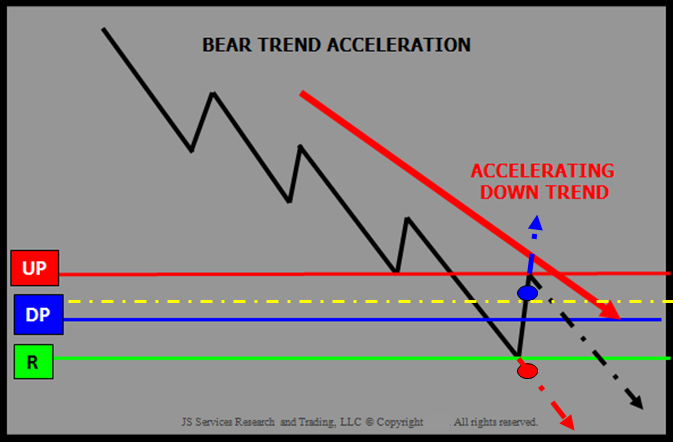 BEAR TREND ACCELERATION
ACCELERATING
DOWN TREND
UP
DP
R
JS Services Research and Trading, LLC © Copyright All rights reserved.